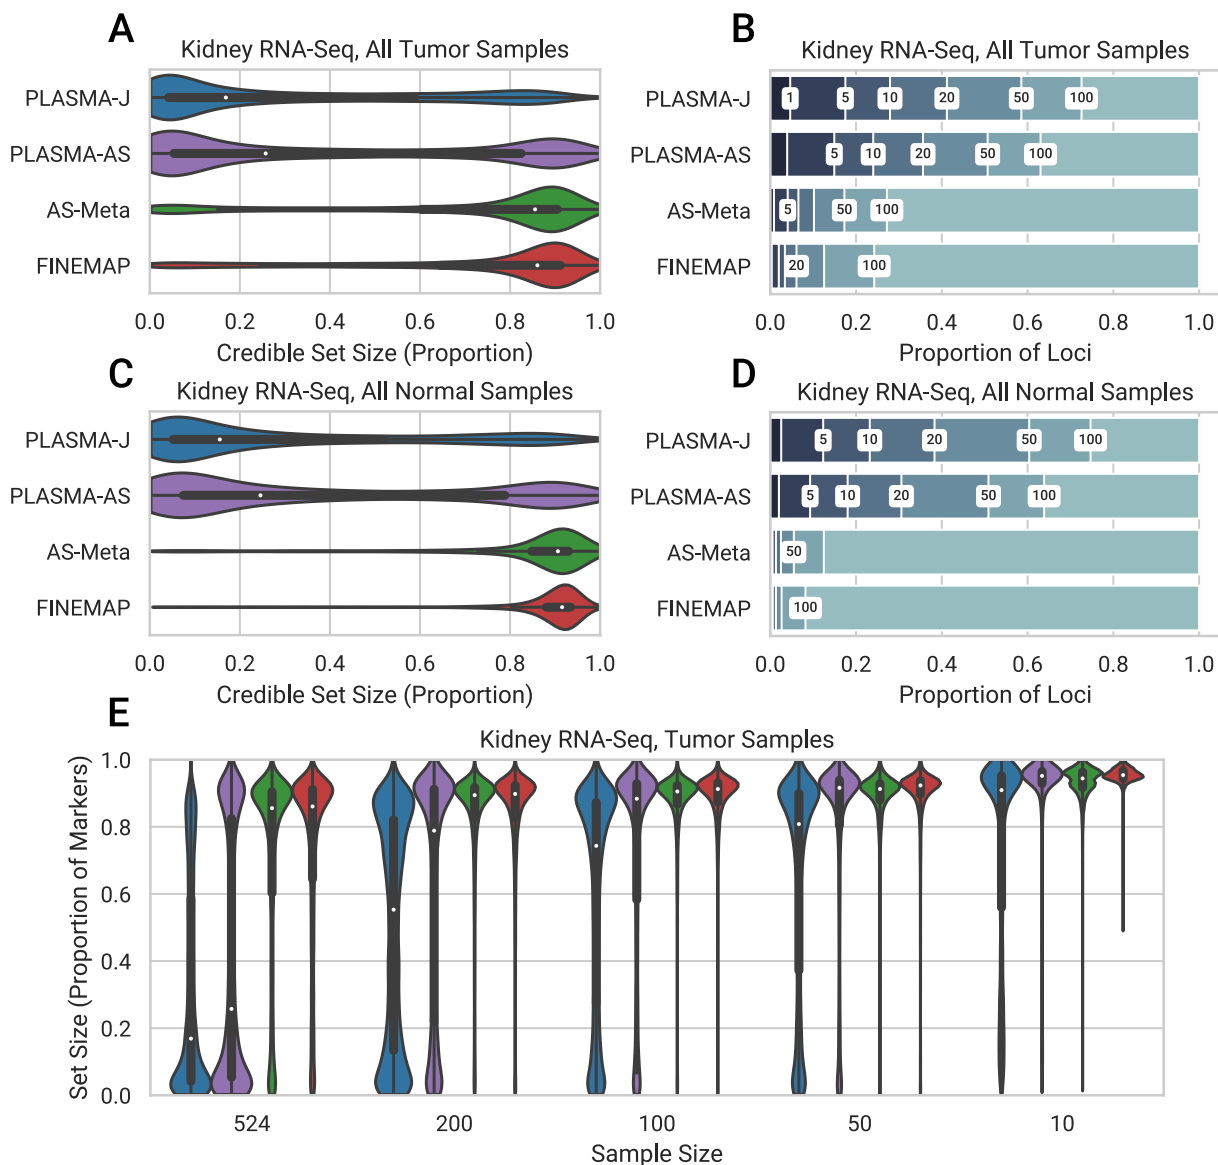 A
Kidney RNA-Seq, All Tumor Samples
PLASMA-J
PLASMA-AS
AS-Meta
FINEMAP
0.0 0.2 0.4 0.6 0.8 1.0
Credible Set Size (Proportion)
B
Kidney RNA-Seq, All Tumor Samples
PLASMA-J 1 5 10 20 50 100
PLASMA-AS 5 10 20 50 100
AS-Meta 5 50 100
FINEMAP 20 100
0.0 0.2 0.4 0.6 0.8 1.0
Proportion of Loci
C
Kidney RNA-Seq, All Normal Samples
PLASMA-J
PLASMA-AS
AS-Meta
FINEMAP
0.0 0.2 0.4 0.6 0.8 1.0
Credible Set Size (Proportion)
D
Kidney RNA-Seq, All Normal Samples
PLASMA-J 5 10 20 50 100
PLASMA-AS 5 10 20 50 100
AS-Meta 50
FINEMAP 100
0.0 0.2 0.4 0.6 0.8 1.0
Proportion of Loci
E
Kidney RNA-Seq, Tumor Samples
Set Size (Proportion of Markers)
1.0
0.8
0.6
0.4
0.2
0.0
524 200 100 50 10
Sample Size